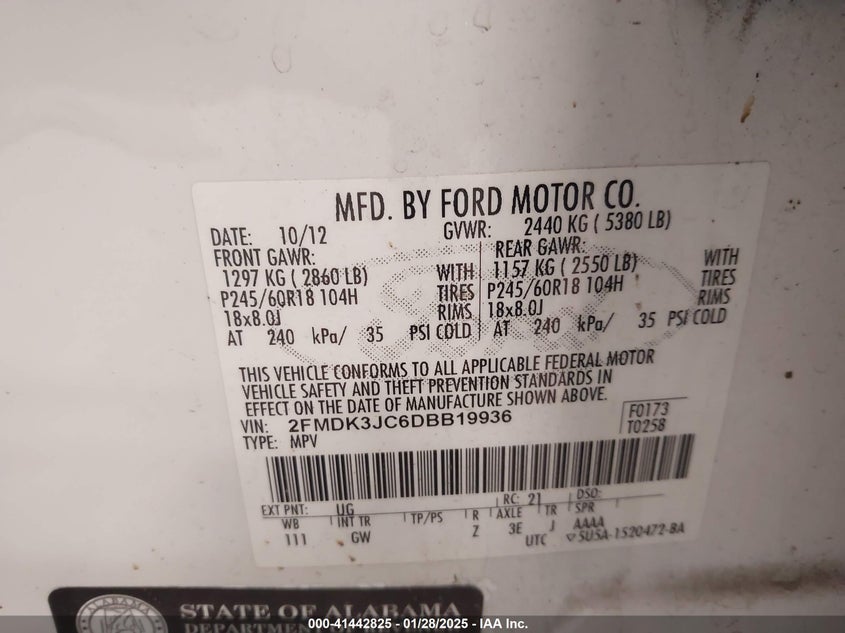 MFD. BY FORD MOTOR CO.
DATE: 10/12 GVWR: 2440 KG ( 5380 LB)
FRONT GAWR: REAR GAWR:
1297 KG ( 2860 LB) WITH 1157 KG ( 2550 LB) WITH
P245/60R18 104H TIRES P245/60R18 104H TIRES
18x8.0J RIMS 18x8.0J RIMS
AT 240 kPa/ 35 PSI COLD AT 240 kPa/ 35 PSI COLD
THIS VEHICLE CONFORMS TO ALL APPLICABLE FEDERAL MOTOR
VEHICLE SAFETY AND THEFT PREVENTION STANDARDS IN
EFFECT ON THE DATE OF MANUFACTURE SHOWN ABOVE.
VIN: 2FMDK3JC6DBB19936 F0173
TYPE: MPV T0258
EXT PNT: UG RC: 21 DSO:
WB INT TR TP/PS R AXLE TR SPR
111 GW Z 3E J AAAA
UTC SU5A-1520472-BA
STATE OF ALABAMA
000-41442825 | 01/28/2025 | IAA Inc.